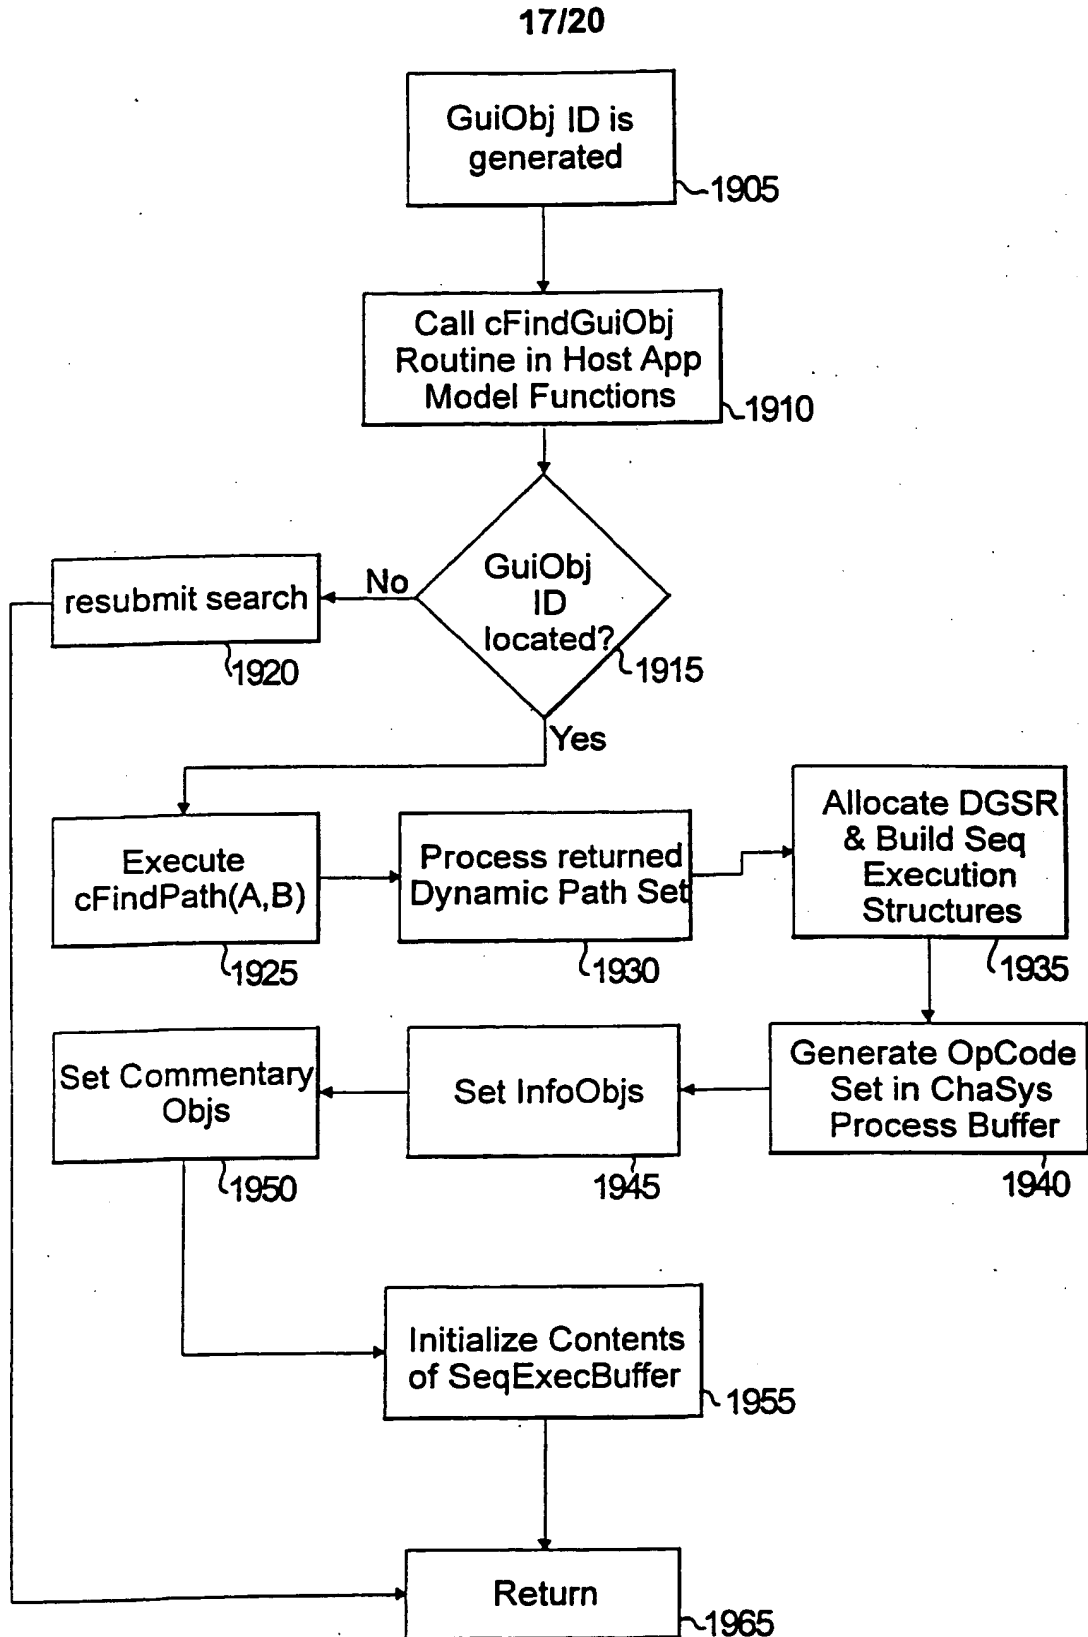 17/20
GuiObj ID is
generated
1905
Call cFindGuiObj
Routine in Host App
Model Functions
1910
GuiObj
ID
located?
1915
No
resubmit search
1920
Yes
Execute
cFindPath(A,B)
1925
Process returned
Dynamic Path Set
1930
Allocate DGSR
& Build Seq
Execution
Structures
1935
Generate OpCode
Set in ChaSys
Process Buffer
1940
Set InfoObjs
1945
Set Commentary
Objs
1950
Initialize Contents
of SeqExecBuffer
1955
Return
1965